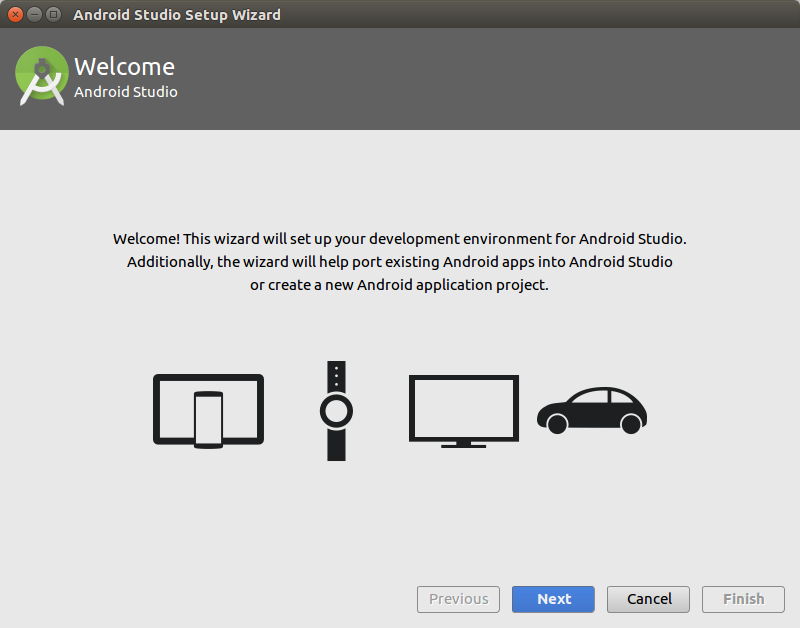 Android Studio Setup Wizard
Welcome
Android Studio
Welcome! This wizard will set up your development environment for Android Studio.
Additionally, the wizard will help port existing Android apps into Android Studio
or create a new Android application project.
Previous Next Cancel Finish